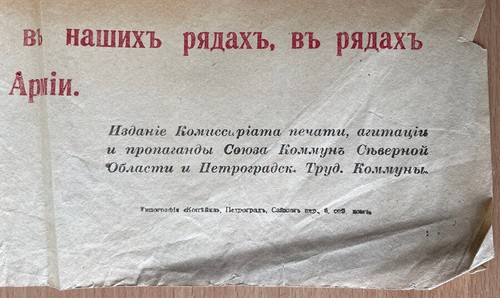 въ нашихъ рядахъ, въ рядахъ
Арміи.
Изданіе Комиссаріата печати, агитаціи
и пропаганды Союза Коммунъ Сѣверной
Области и Петроградск. Труд. Коммуны.
Типографія «Копѣйка», Петроградъ, Сайкинъ пер., 6, соб. домъ.